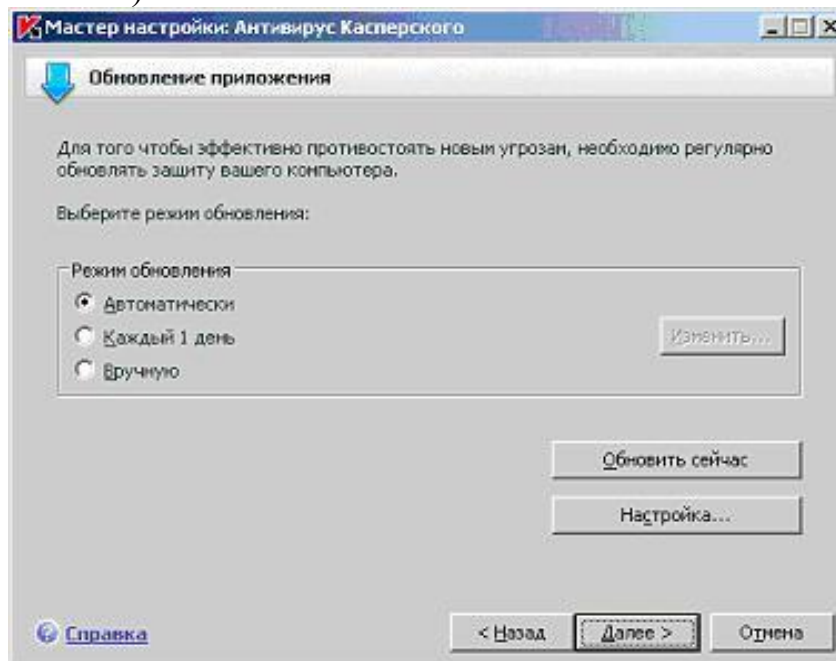 )
Мастер настройки: Антивирус Касперского
Обновление приложения
Для того чтобы эффективно противостоять новым угрозам, необходимо регулярно
обновлять защиту вашего компьютера.
Выберите режим обновления:
Режим обновления
Автоматически
Каждый 1 день
Изменить...
Вручную
Обновить сейчас
Настройка...
Справка
< Назад
Далее >
Отмена